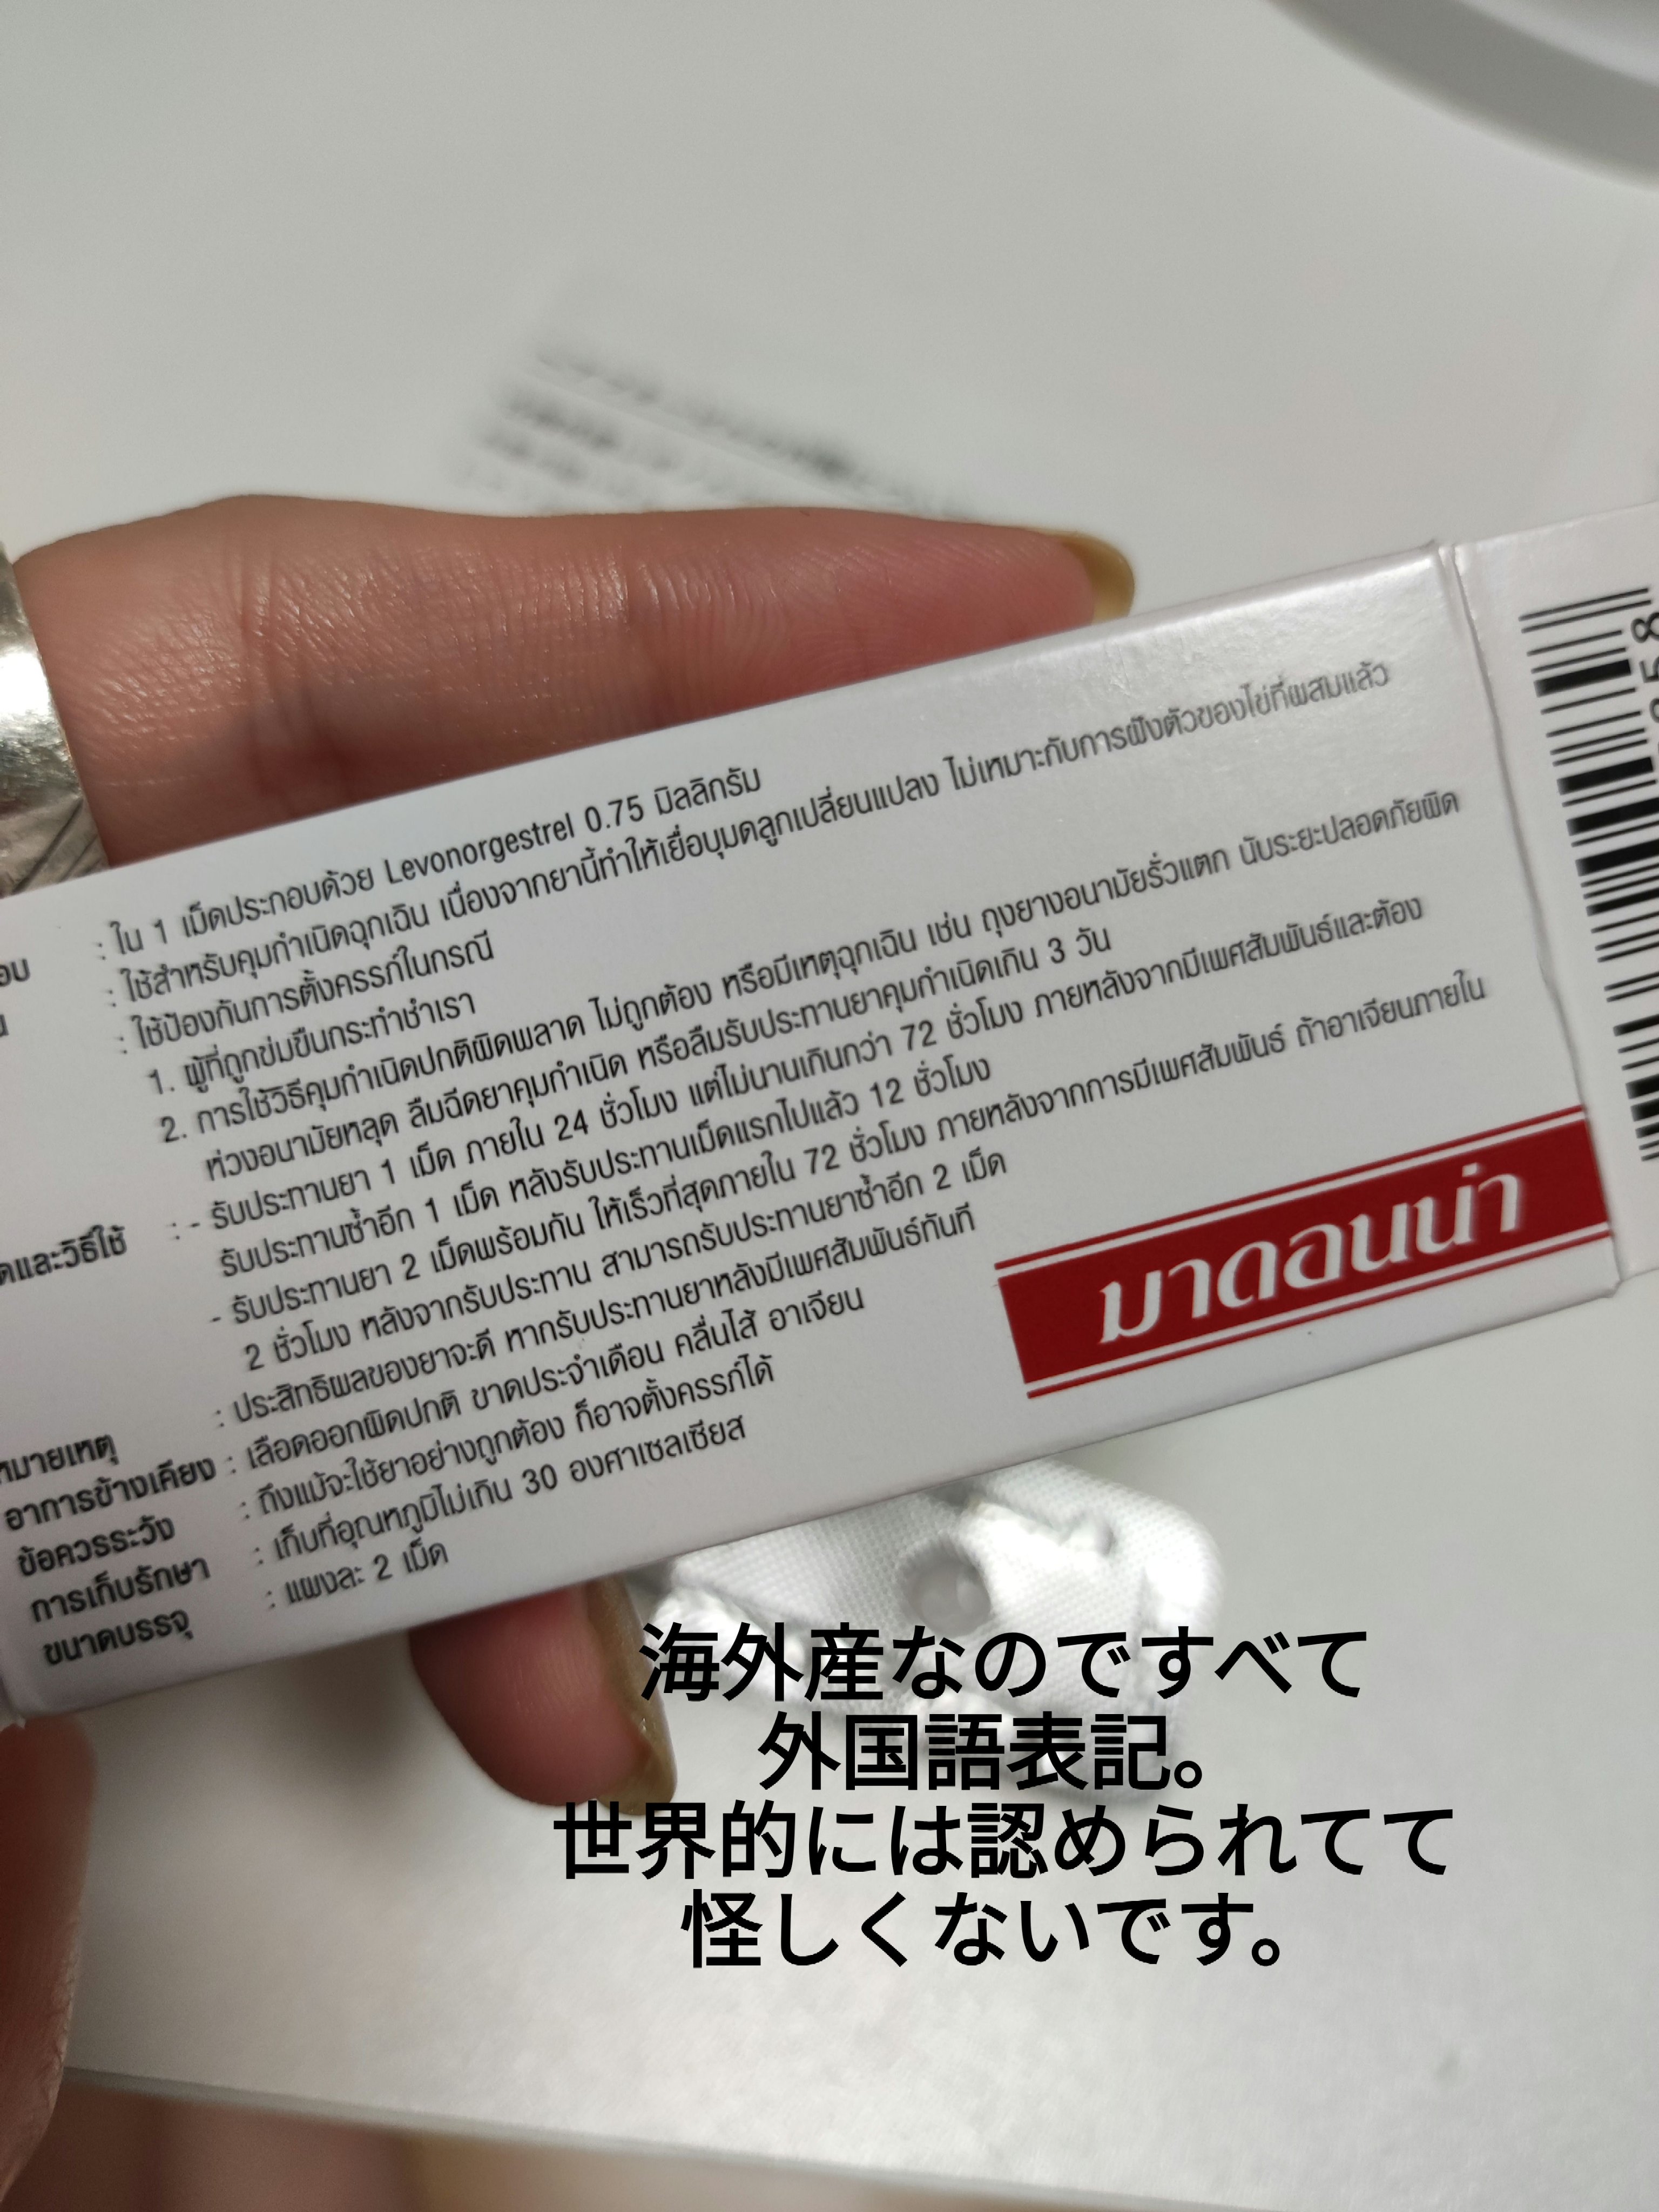 อบ : ใน 1 เม็ดประกอบด้วย Levonorgestrel 0.75 มิลลิกรัม
: ใช้สำหรับคุมกำเนิดฉุกเฉิน เนื่องจากยานี้ทำให้เยื่อบุมดลูกเปลี่ยนแปลง ไม่เหมาะกับการฝังตัวของไข่ที่ผสมแล้ว
: ใช้ป้องกันการตั้งครรภ์ในกรณี
1. ผู้ที่ถูกข่มขืนกระทำชำเรา
2. การใช้วิธีคุมกำเนิดปกติผิดพลาด ไม่ถูกต้อง หรือมีเหตุฉุกเฉิน เช่น ถุงยางอนามัยรั่วแตก นับระยะปลอดภัยผิด
ห่วงอนามัยหลุด ลืมฉีดยาคุมกำเนิด หรือลืมรับประทานยาคุมกำเนิดเกิน 3 วัน
ดและวิธีใช้ : - รับประทานยา 1 เม็ด ภายใน 24 ชั่วโมง แต่ไม่นานเกินกว่า 72 ชั่วโมง ภายหลังจากมีเพศสัมพันธ์และต้อง
รับประทานซ้ำอีก 1 เม็ด หลังรับประทานเม็ดแรกไปแล้ว 12 ชั่วโมง
- รับประทานยา 2 เม็ดพร้อมกัน ให้เร็วที่สุดภายใน 72 ชั่วโมง ภายหลังจากการมีเพศสัมพันธ์ ถ้าอาเจียนภายใน
2 ชั่วโมง หลังจากรับประทาน สามารถรับประทานยาซ้ำอีก 2 เม็ด
หมายเหตุ : ประสิทธิผลของยาจะดี หากรับประทานยาหลังมีเพศสัมพันธ์ทันที
อาการข้างเคียง : เลือดออกผิดปกติ ขาดประจำเดือน คลื่นไส้ อาเจียน
ข้อควรระวัง : ถึงแม้จะใช้ยาอย่างถูกต้อง ก็อาจตั้งครรภ์ได้
การเก็บรักษา : เก็บที่อุณหภูมิไม่เกิน 30 องศาเซลเซียส
ขนาดบรรจุ : แผงละ 2 เม็ด
มาดอนน่า
海外産なのですべて
外国語表記。
世界的には認められてて
怪しくないです。